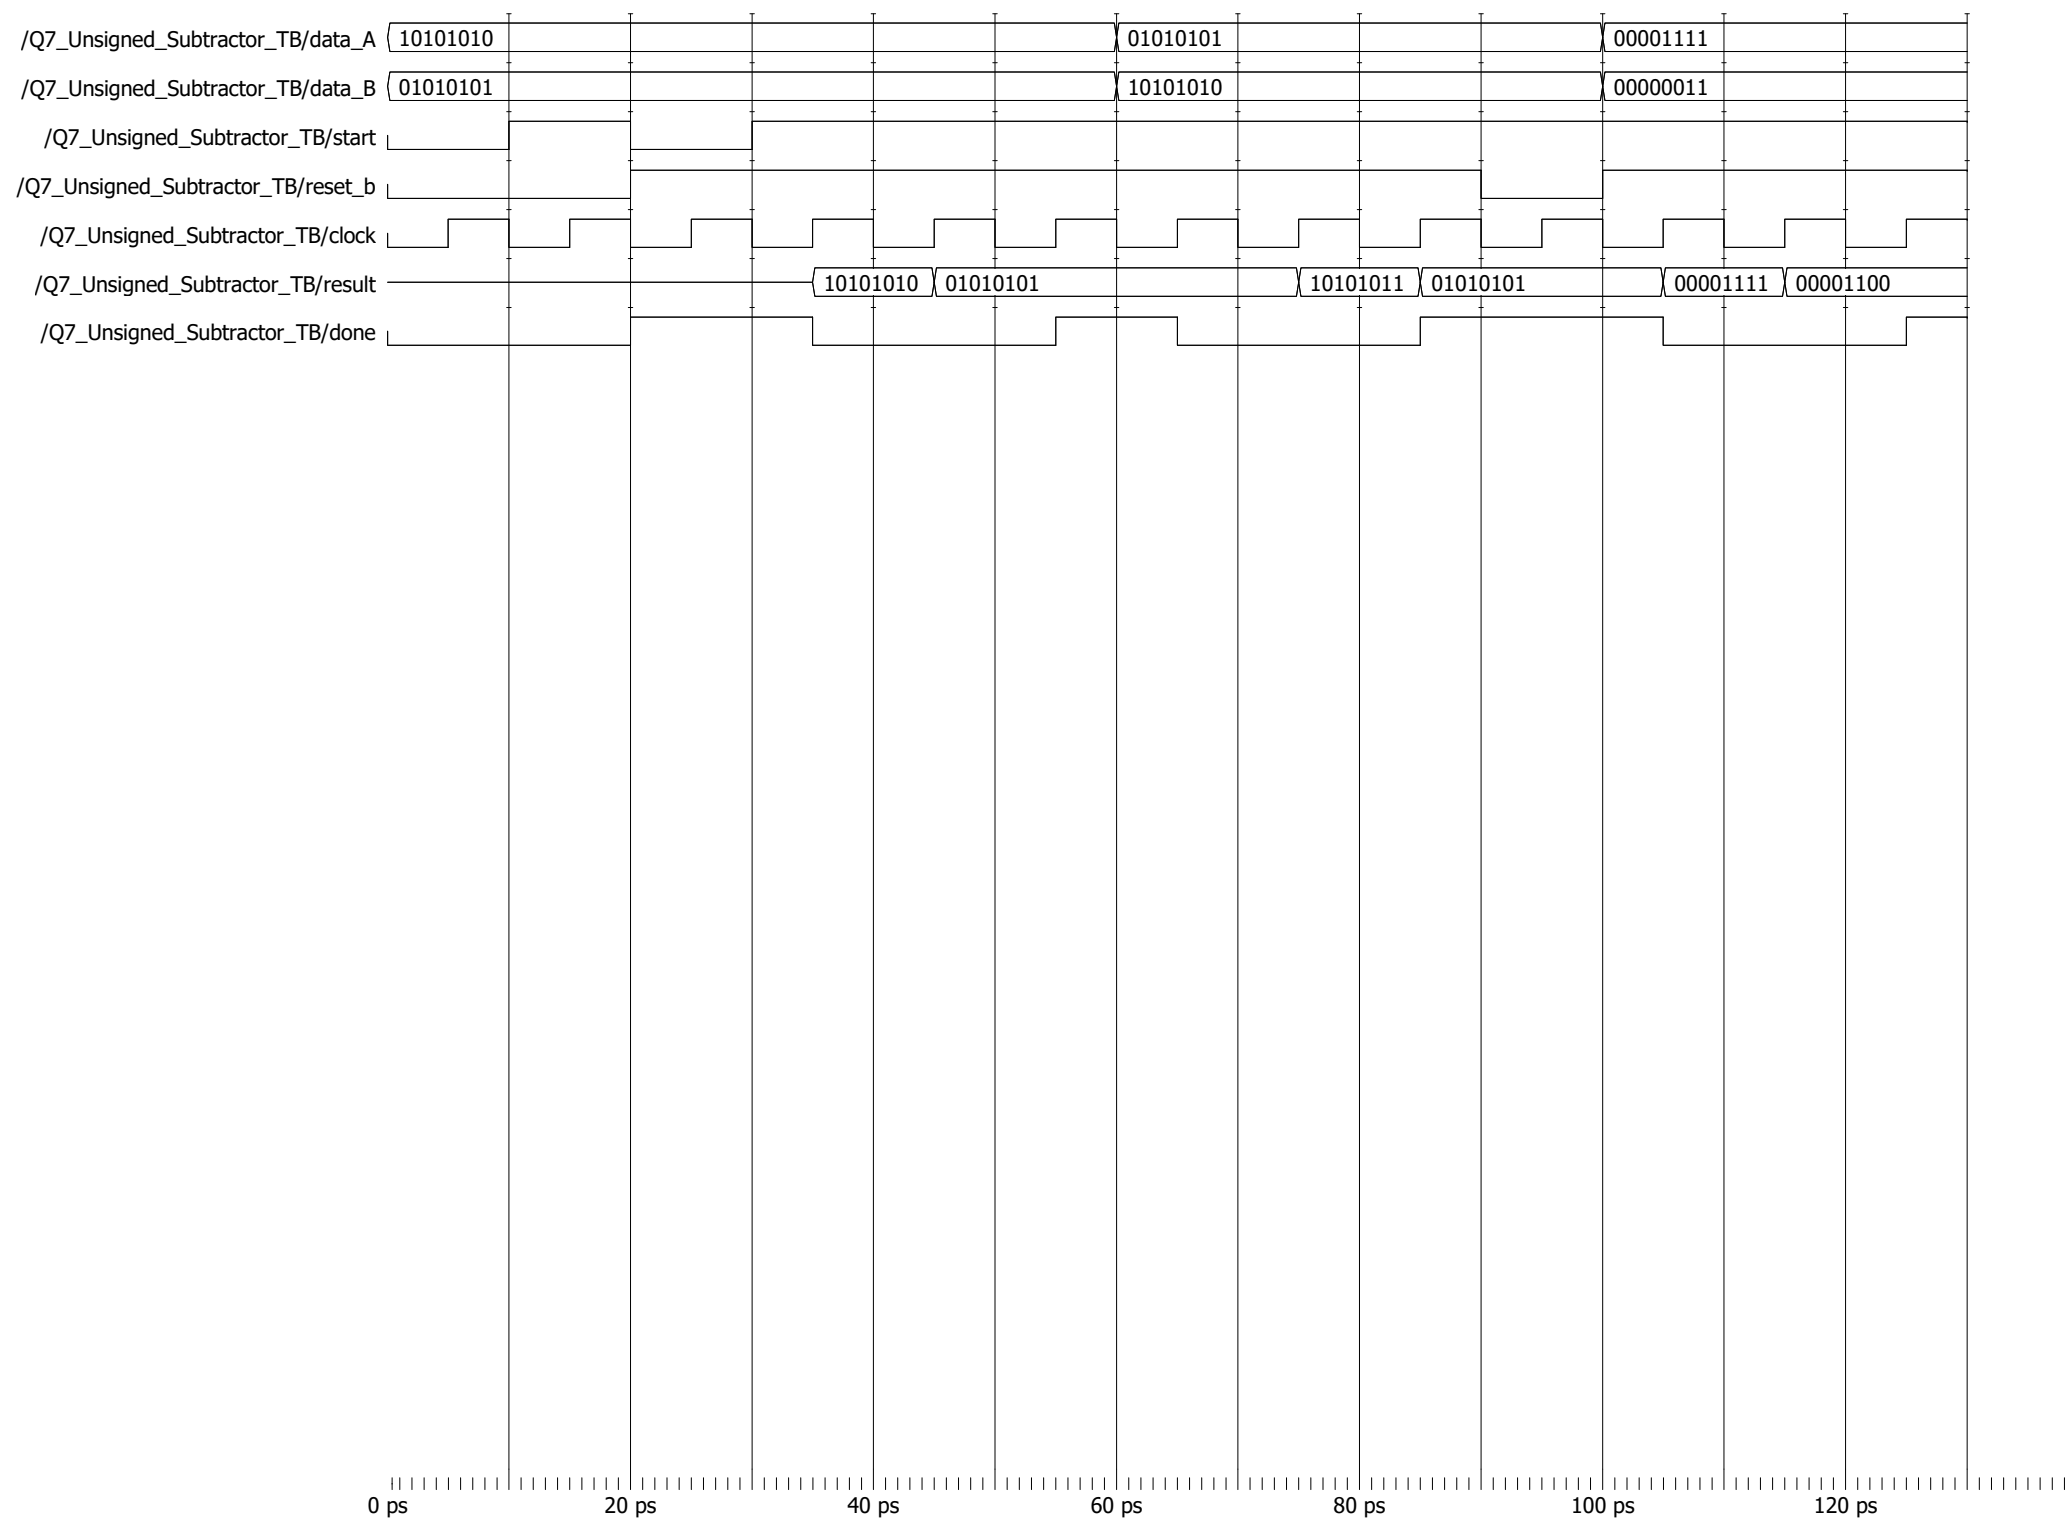 /Q7_Unsigned_Subtractor_TB/data_A 10101010 01010101 00001111
/Q7_Unsigned_Subtractor_TB/data_B 01010101 10101010 00000011
/Q7_Unsigned_Subtractor_TB/start
/Q7_Unsigned_Subtractor_TB/reset_b
/Q7_Unsigned_Subtractor_TB/clock
/Q7_Unsigned_Subtractor_TB/result 10101010 01010101 10101011 01010101 00001111 00001100
/Q7_Unsigned_Subtractor_TB/done
0 ps 20 ps 40 ps 60 ps 80 ps 100 ps 120 ps